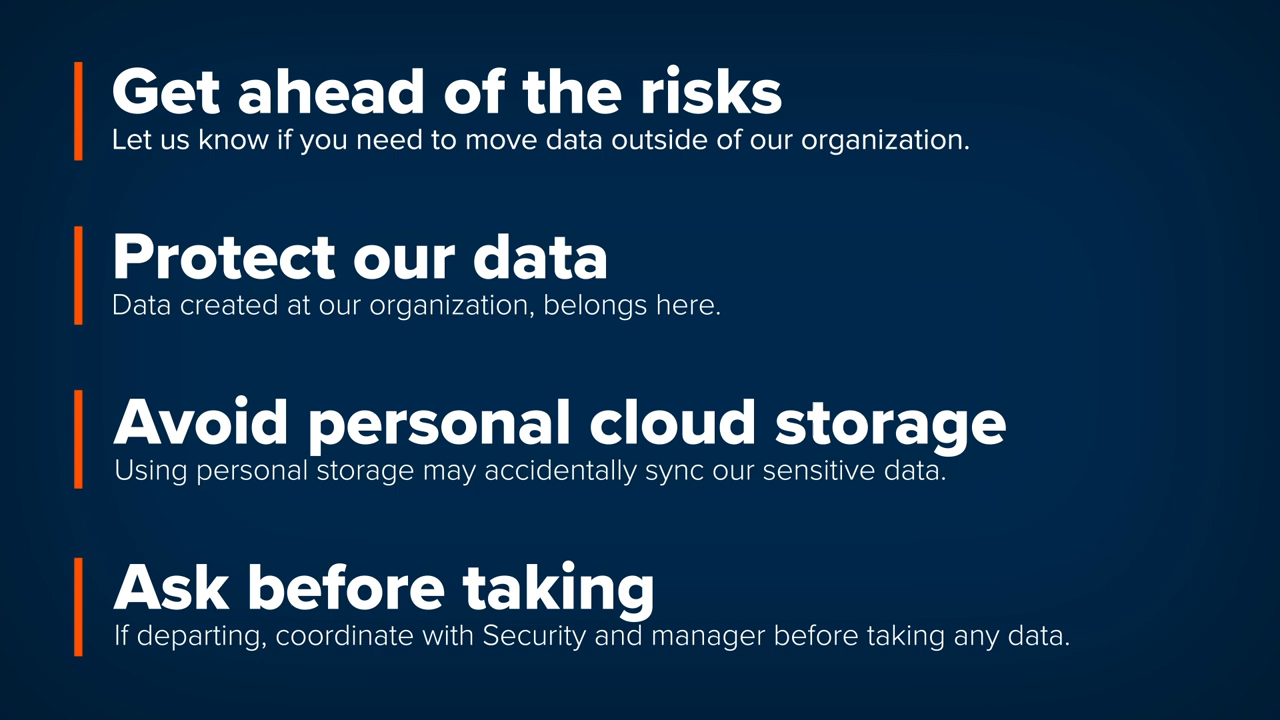 Get ahead of the risks
Let us know if you need to move data outside of our organization.
Protect our data
Data created at our organization, belongs here.
Avoid personal cloud storage
Using personal storage may accidentally sync our sensitive data.
Ask before taking
If departing, coordinate with Security and manager before taking any data.